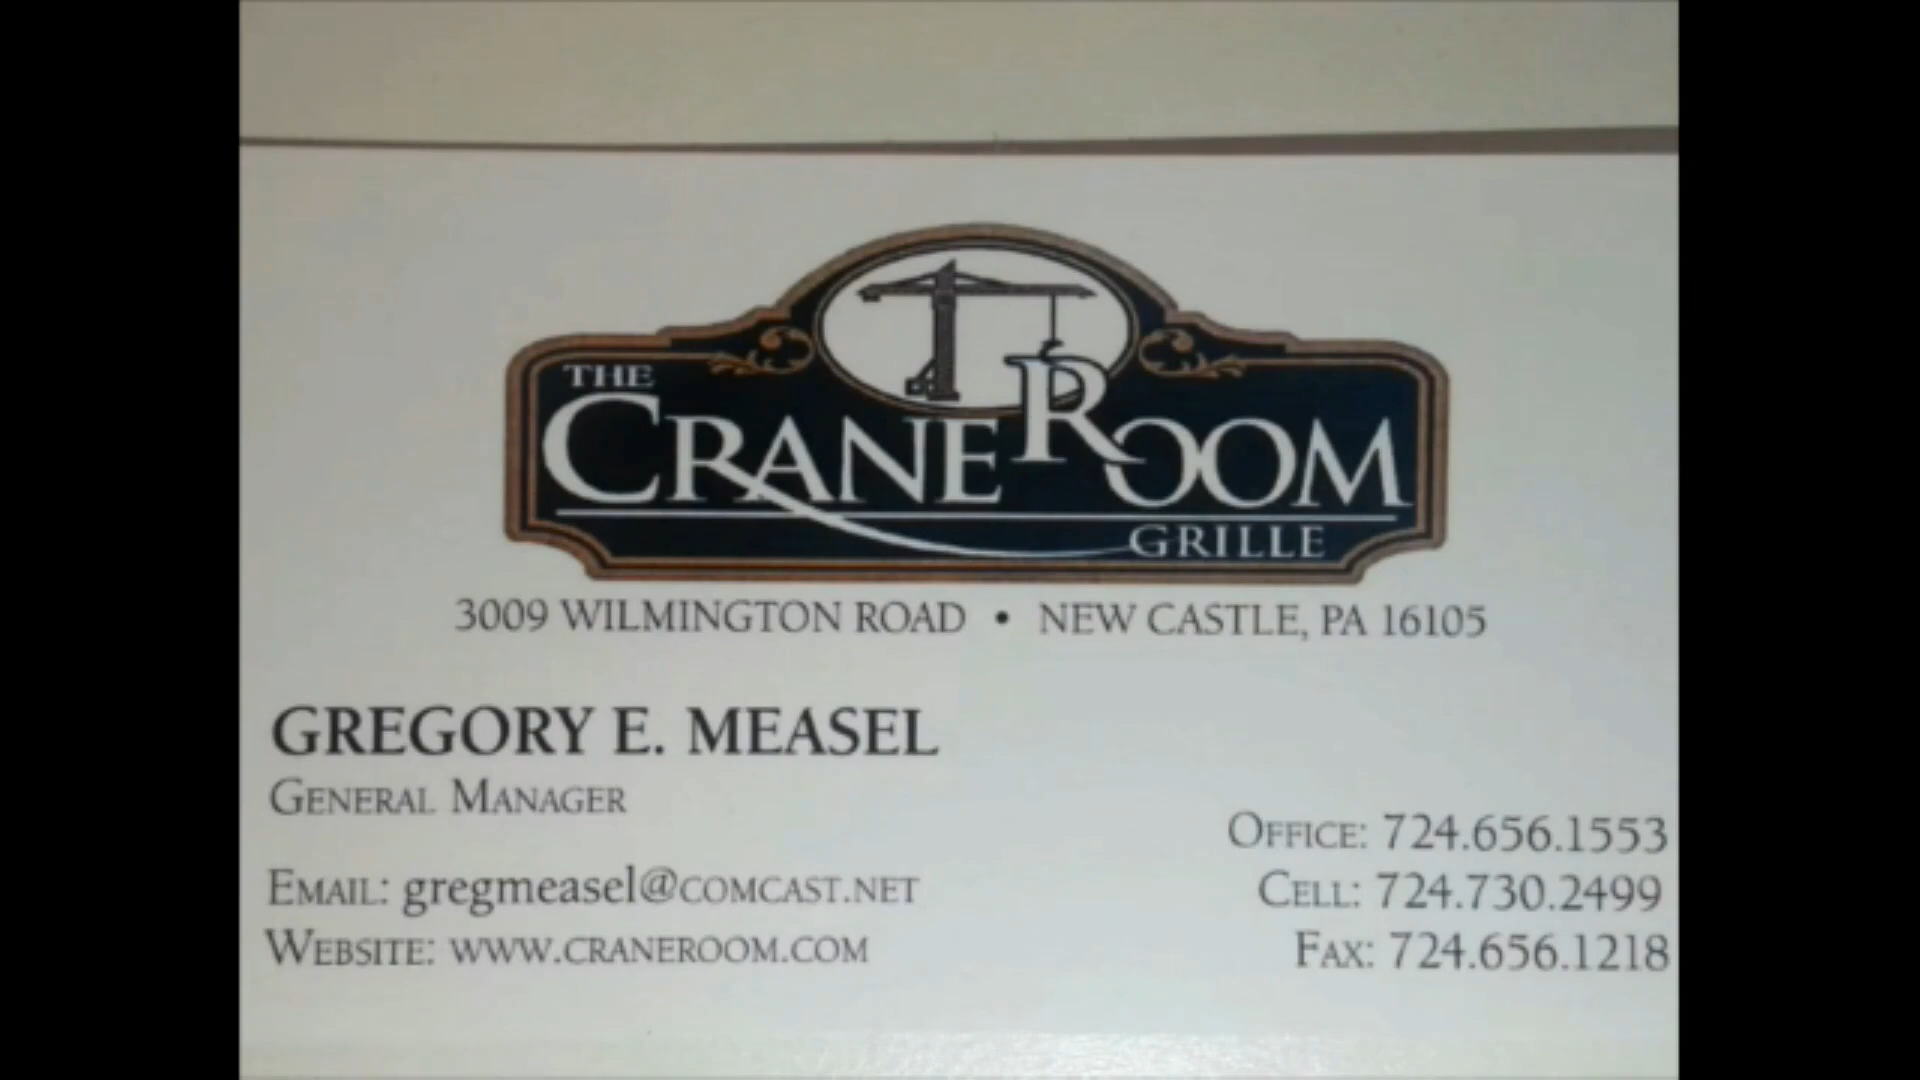 THE
CRANE ROOM
GRILLE
3009 WILMINGTON ROAD • NEW CASTLE, PA 16105
GREGORY E. MEASEL
GENERAL MANAGER
EMAIL: gregmeasel@COMCAST.NET
WEBSITE: WWW.CRANEROOM.COM
OFFICE: 724.656.1553
CELL: 724.730.2499
FAX: 724.656.1218